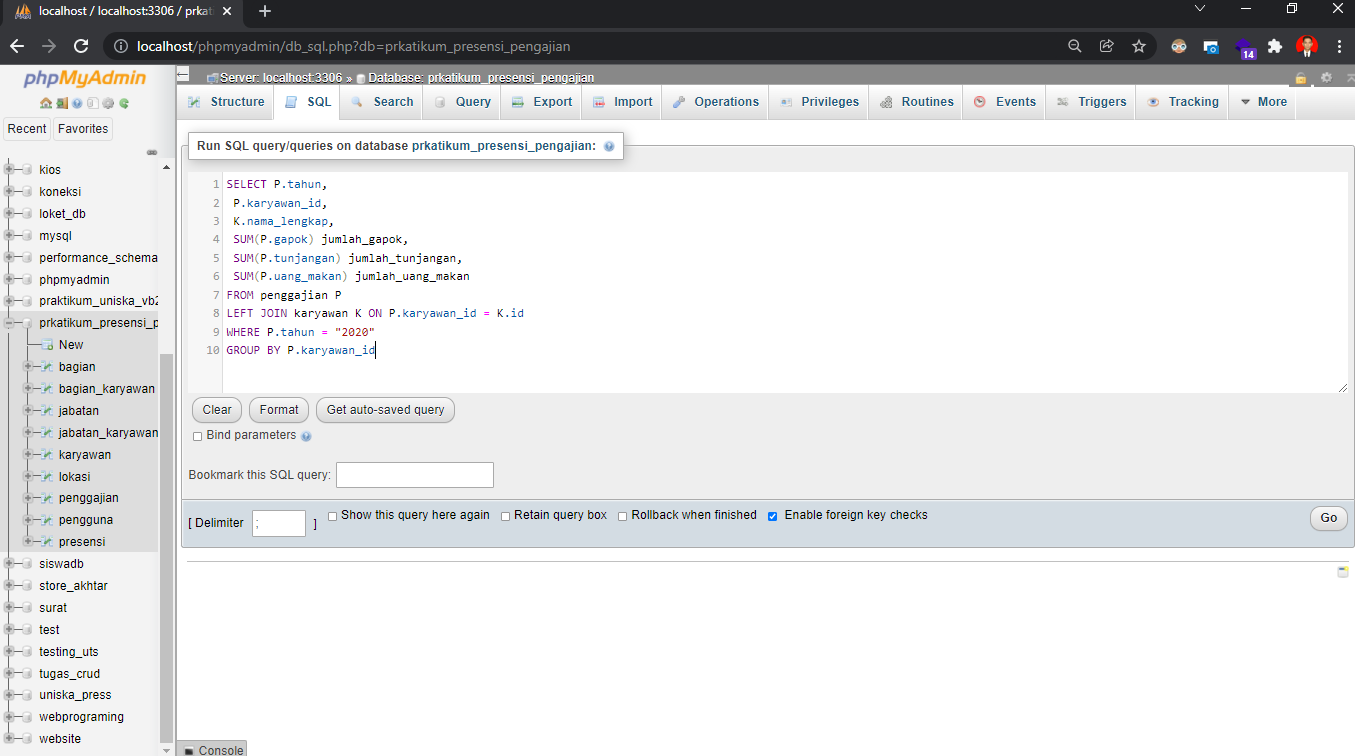 localhost / localhost:3306 / prkat
localhost/phpmyadmin/db_sql.php?db=prkatikum_presensi_pengajian
14
phpMyAdmin
Recent
Favorites
kios
koneksi
loket_db
mysql
performance_schema
phpmyadmin
praktikum_uniska_vb2
prkatikum_presensi_p
New
bagian
bagian_karyawan
jabatan
jabatan_karyawan
karyawan
lokasi
penggajian
pengguna
presensi
siswadb
store_akhtar
surat
test
testing_uts
tugas_crud
uniska_press
webprograming
website
Server: localhost:3306 » Database: prkatikum_presensi_pengajian
Structure SQL Search Query Export Import Operations Privileges Routines Events Triggers Tracking More
Run SQL query/queries on database prkatikum_presensi_pengajian:
1 SELECT P.tahun,
2 P.karyawan_id,
3 K.nama_lengkap,
4 SUM(P.gapok) jumlah_gapok,
5 SUM(P.tunjangan) jumlah_tunjangan,
6 SUM(P.uang_makan) jumlah_uang_makan
7 FROM penggajian P
8 LEFT JOIN karyawan K ON P.karyawan_id = K.id
9 WHERE P.tahun = "2020"
10 GROUP BY P.karyawan_id
Clear Format Get auto-saved query
Bind parameters
Bookmark this SQL query:
[ Delimiter ; ] Show this query here again Retain query box Rollback when finished Enable foreign key checks Go
Console